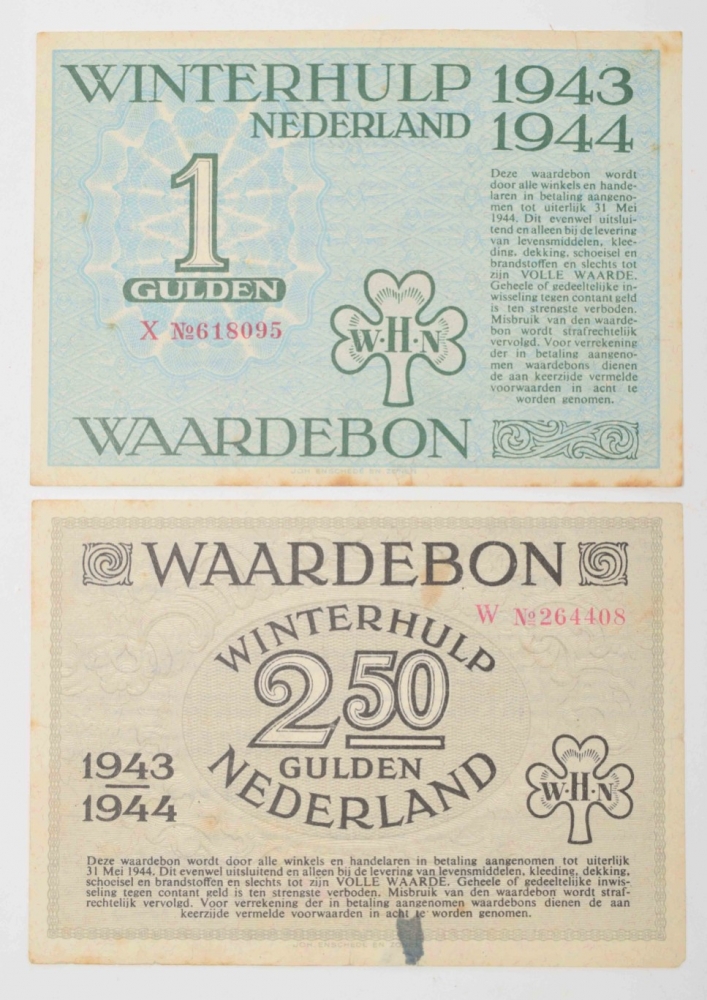 WINTERHULP 1943
NEDERLAND 1944
1
GULDEN
X №618095
Deze waardebon wordt
door alle winkels en hande-
laren in betaling aangeno-
men tot uiterlijk 31 Mei
1944. Dit evenwel uitslui-
tend en alleen bij de levering
van levensmiddelen, klee-
ding, dekking, schoeisel en
brandstoffen en slechts tot
zijn VOLLE WAARDE.
Geheele of gedeeltelijke in-
wisseling tegen contant geld
is ten strengste verboden.
Misbruik van den waarde-
bon wordt strafrechtelijk
vervolgd. Voor verrekening
der in betaling aangeno-
men waardebons dienen
de aan keerzijde vermelde
voorwaarden in acht te
worden genomen.
W·H·N
WAARDEBON
JOH. ENSCHEDÉ EN ZONEN
WAARDEBON
W №264408
WINTERHULP
2 50
GULDEN
NEDERLAND
1943
1944
W·H·N
Deze waardebon wordt door alle winkels en handelaren in betaling aangenomen tot uiterlijk
31 Mei 1944. Dit evenwel uitsluitend en alleen bij de levering van levensmiddelen, kleeding, dekking,
schoeisel en brandstoffen en slechts tot zijn VOLLE WAARDE. Geheele of gedeeltelijke inwis-
seling tegen contant geld is ten strengste verboden. Misbruik van den waardebon wordt straf-
rechtelijk vervolgd. Voor verrekening der in betaling aangenomen waardebons dienen de aan
keerzijde vermelde voorwaarden in acht te worden genomen.
JOH. ENSCHEDÉ EN